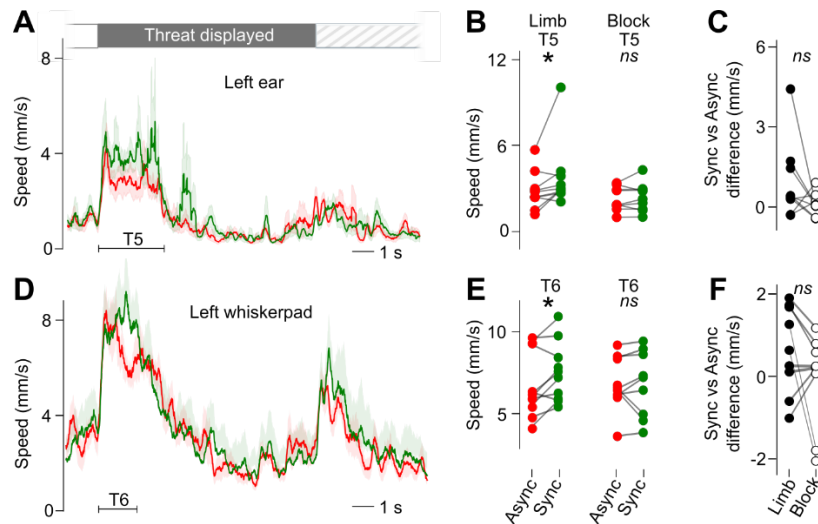 A
Threat displayed
Left ear
8
4
0
Speed (mm/s)
T5
1 s
B
Limb Block
T5 T5
* ns
12
6
3
0
Speed (mm/s)
C
ns
6
3
0
Sync vs Async
difference (mm/s)
D
Left whiskerpad
8
4
0
Speed (mm/s)
T6
1 s
E
T6 T6
* ns
10
7
5
Speed (mm/s)
Async
Sync
Async
Sync
F
ns
2
0
-2
Sync vs Async
difference (mm/s)
Limb
Block